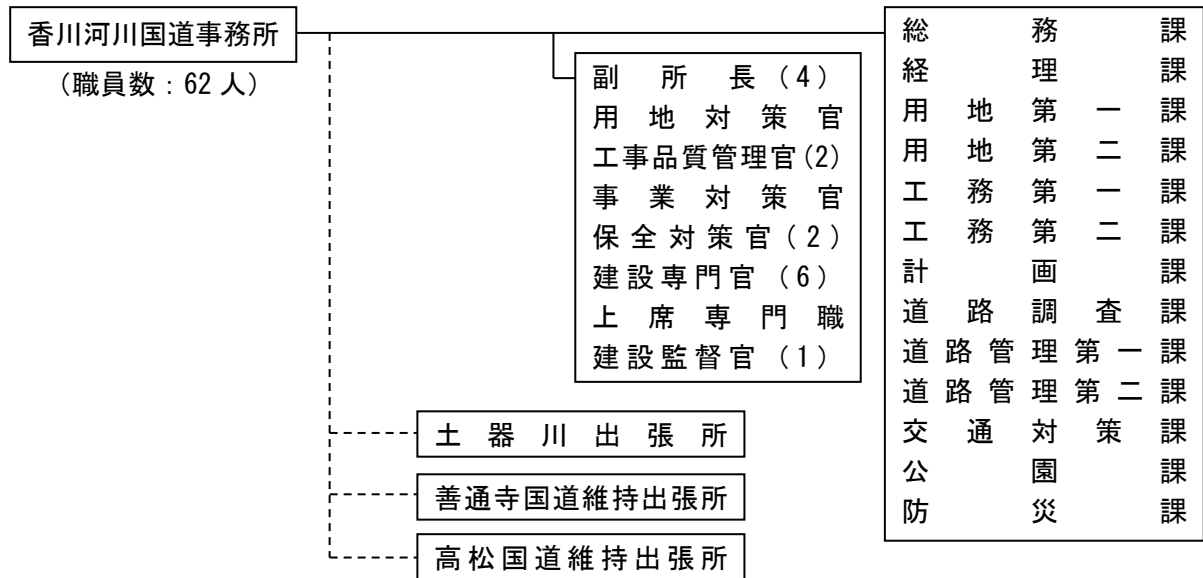 香川河川国道事務所
（職員数：62人）
副所長（4）
用地対策官
工事品質管理官(2)
事業対策官
保全対策官（2）
建設専門官（6）
上席専門職
建設監督官（1）
総務課
経理課
用地第一課
用地第二課
工務第一課
工務第二課
計画課
道路調査課
道路管理第一課
道路管理第二課
交通対策課
公園課
防災課
土器川出張所
善通寺国道維持出張所
高松国道維持出張所